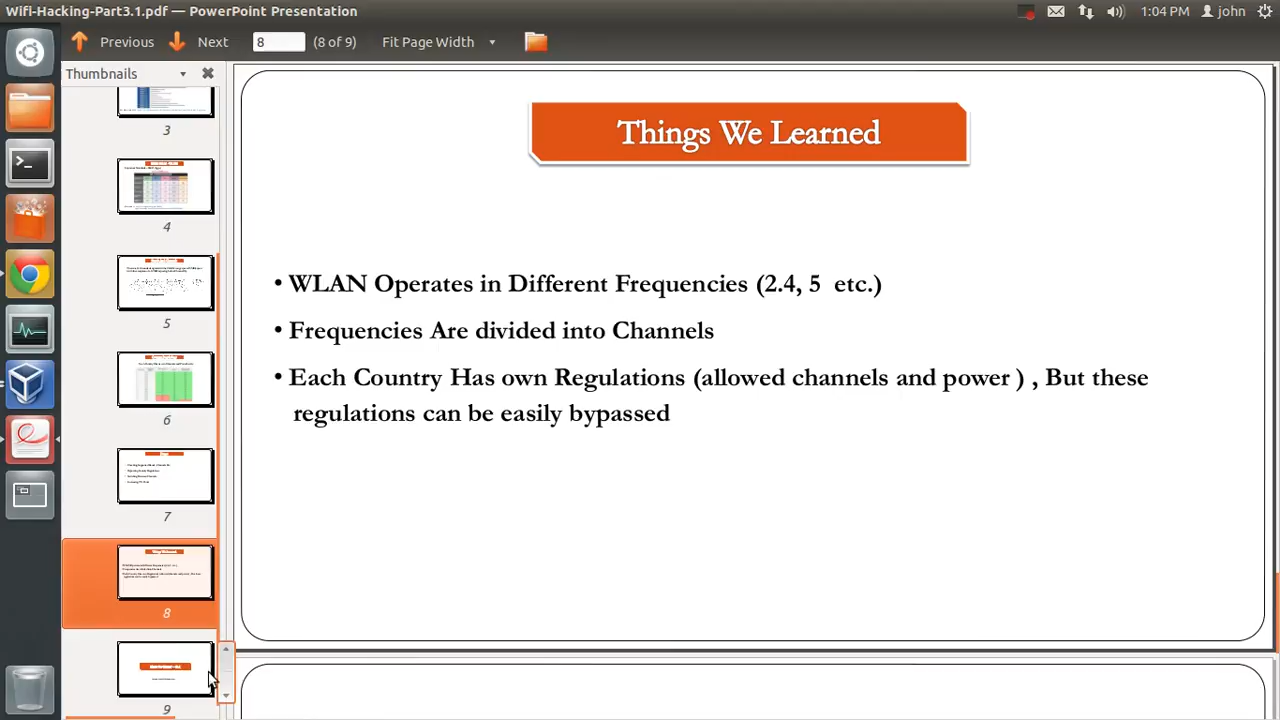 Wifi-Hacking-Part3.1.pdf — PowerPoint Presentation
1:04 PM
john
Previous
Next
8
(8 of 9)
Fit Page Width
Thumbnails
3
4
5
6
7
8
9
Things We Learned
• WLAN Operates in Different Frequencies (2.4, 5 etc.)
• Frequencies Are divided into Channels
• Each Country Has own Regulations (allowed channels and power ) , But these
regulations can be easily bypassed